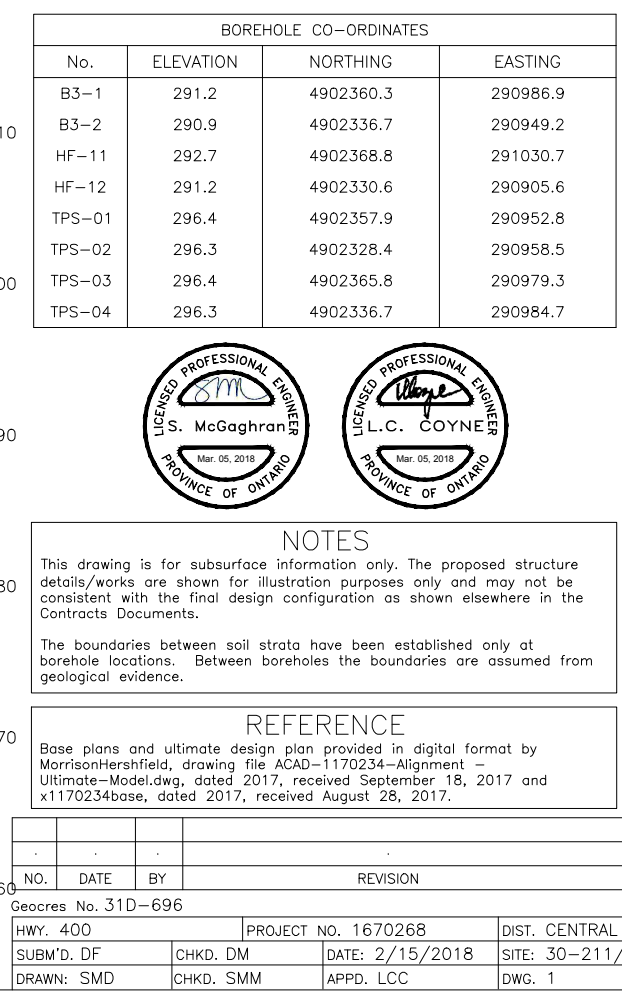 BOREHOLE CO-ORDINATES
No. ELEVATION NORTHING EASTING
B3-1 291.2 4902360.3 290986.9
B3-2 290.9 4902336.7 290949.2
HF-11 292.7 4902368.8 291030.7
HF-12 291.2 4902330.6 290905.6
TPS-01 296.4 4902357.9 290952.8
TPS-02 296.3 4902328.4 290958.5
TPS-03 296.4 4902365.8 290979.3
TPS-04 296.3 4902336.7 290984.7
10
00
90
80
70
60
LICENSED PROFESSIONAL ENGINEER
SMM
S. McGaghran
Mar. 05, 2018
PROVINCE OF ONTARIO
LICENSED PROFESSIONAL ENGINEER
L.C. COYNE
Mar. 05, 2018
PROVINCE OF ONTARIO
NOTES
This drawing is for subsurface information only. The proposed structure
details/works are shown for illustration purposes only and may not be
consistent with the final design configuration as shown elsewhere in the
Contracts Documents.
The boundaries between soil strata have been established only at
borehole locations. Between boreholes the boundaries are assumed from
geological evidence.
REFERENCE
Base plans and ultimate design plan provided in digital format by
MorrisonHershfield, drawing file ACAD-1170234-Alignment -
Ultimate-Model.dwg, dated 2017, received September 18, 2017 and
x1170234base, dated 2017, received August 28, 2017.
NO. DATE BY REVISION
Geocres No. 31D-696
HWY. 400 PROJECT NO. 1670268 DIST. CENTRAL
SUBM'D. DF CHKD. DM DATE: 2/15/2018 SITE: 30-211/
DRAWN: SMD CHKD. SMM APPD. LCC DWG. 1